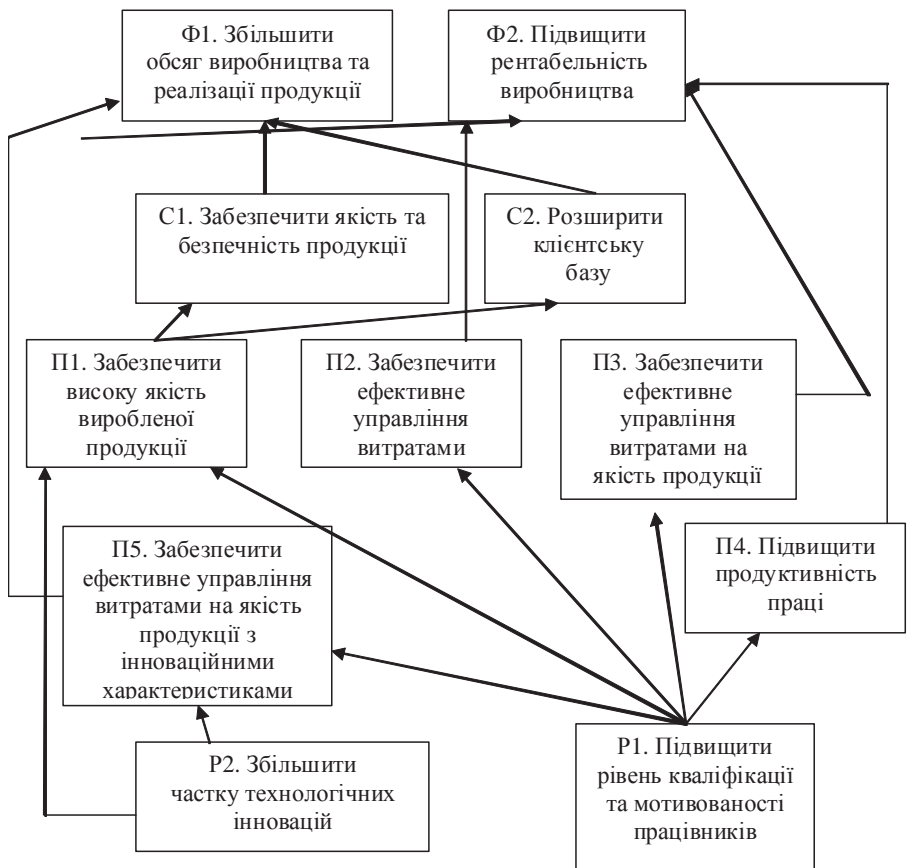 Ф1. Збільшити
обсяг виробництва та
реалізації продукції
Ф2. Підвищити
рентабельність
виробництва
С1. Забезпечити якість та
безпечність продукції
С2. Розширити
клієнтську
базу
П1. Забезпечити
високу якість
виробленої
продукції
П2. Забезпечити
ефективне
управління
витратами
П3. Забезпечити
ефективне
управління
витратами на
якість продукції
П5. Забезпечити
ефективне управління
витратами на якість
продукції з
інноваційними
характеристиками
П4. Підвищити
продуктивність
праці
Р2. Збільшити
частку технологічних
інновацій
Р1. Підвищити
рівень кваліфікації
та мотивованості
працівників